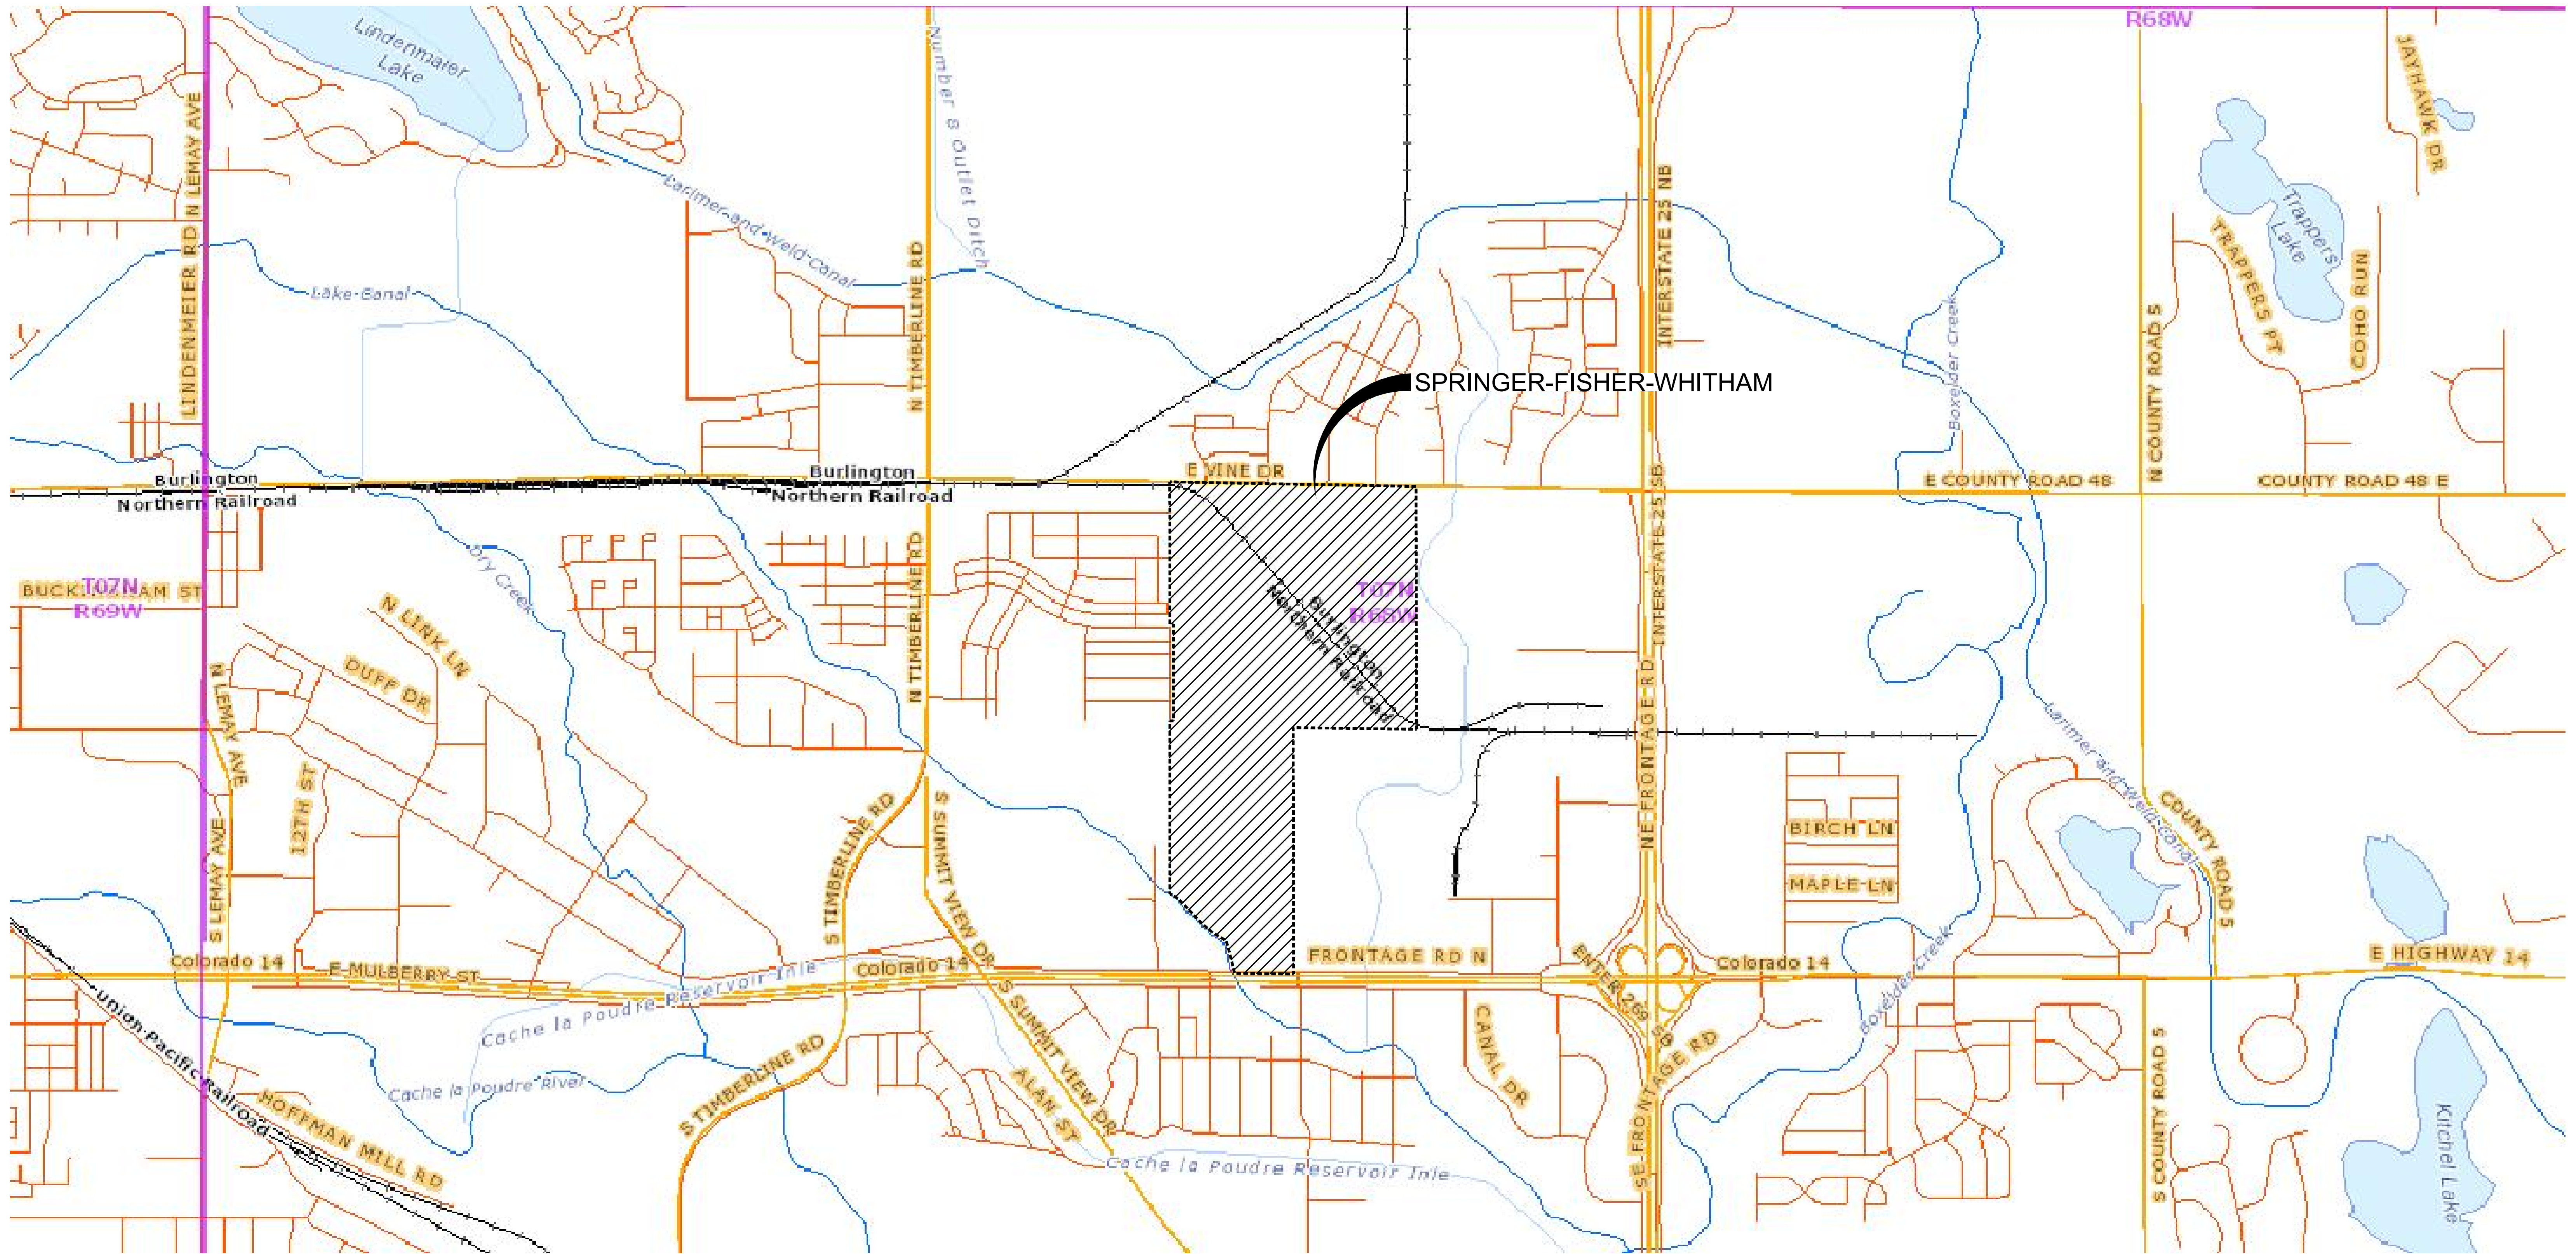 R68W
Lindenmater
Lake
JAYHAWK DR
N LEMAY AVE
Number 8 Outlet Ditch
Larimer and Weld Canal
INTERSTATE 25 NB
Trappers
Lake
TRAPPERS PT
COHO RUN
LINDENMEIER RD
Lake Canal
N TIMBERLINE RD
Boxelder Creek
N COUNTY ROAD 5
SPRINGER-FISHER-WHITHAM
Burlington
Northern Railroad
Burlington
Northern Railroad
E VINE DR
INTERSTATE 25 SB
E COUNTY ROAD 48
COUNTY ROAD 48 E
Dry Creek
N TIMBERLINE RD
T07N
R69W
N LINK LN
DUFF DR
T07N
R68W
Burlington
Northern Railroad
N LEMAY AVE
NE FRONTAGE RD
Larimer and Weld Canal
12TH ST
S LEMAY AVE
S TIMBERLINE RD
S SUMMIT VIEW DR
BIRCH LN
MAPLE LN
COUNTY ROAD 5
Colorado 14
E MULBERRY ST
Colorado 14
FRONTAGE RD N
Colorado 14
E HIGHWAY 14
Cache la Poudre Reservoir Inle
ENTER 269
Boxelder Creek
Union Pacific Railroad
Cache la Poudre River
HOFFMAN MILL RD
S TIMBERLINE RD
S SUMMIT VIEW DR
ALAN ST
CANAL DR
SE FRONTAGE RD
S COUNTY ROAD 5
Kitchel Lake
Cache la Poudre Reservoir Inle